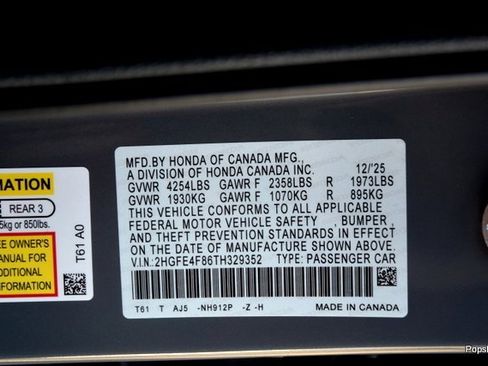 MFD.BY HONDA OF CANADA MFG.,
A DIVISION OF HONDA CANADA INC. 12/'25
GVWR 4254LBS GAWR F 2358LBS R 1973LBS
GVWR 1930KG GAWR F 1070KG R 895KG
THIS VEHICLE CONFORMS TO ALL APPLICABLE
FEDERAL MOTOR VEHICLE SAFETY , BUMPER ,
AND THEFT PREVENTION STANDARDS IN EFFECT
ON THE DATE OF MANUFACTURE SHOWN
ABOVE.
V.I.N: 2HGFE4F86TH329352 TYPE: PASSENGER CAR
T61 T AJ5 -NH912P -Z -H MADE IN CANADA
MATION
REAR 3
5kg or 850lbs.
EE OWNER'S
MANUAL FOR
ADDITIONAL
FORMATION
T61 A0